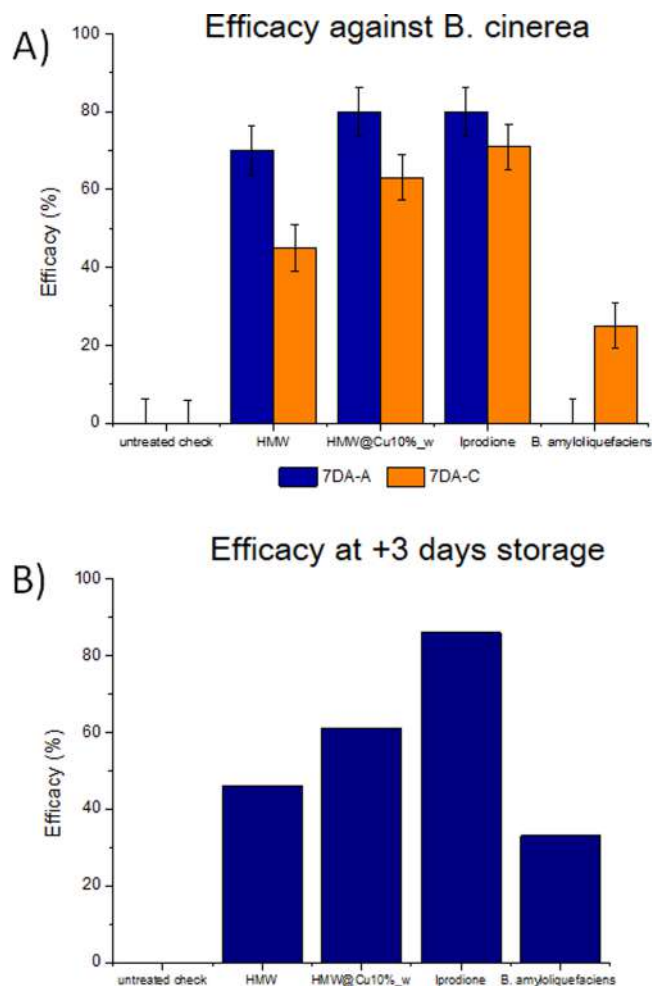 A)
Efficacy against B. cinerea
100
80
60
40
20
0
Efficacy (%)
untreated check
HMW
HMW@Cu10%_w
Iprodione
B. amyloliquefaciens
7DA-A
7DA-C
B)
Efficacy at +3 days storage
100
80
60
40
20
0
Efficacy (%)
untreated check
HMW
HMW@Cu10%_w
Iprodione
B. amyloliquefaciens